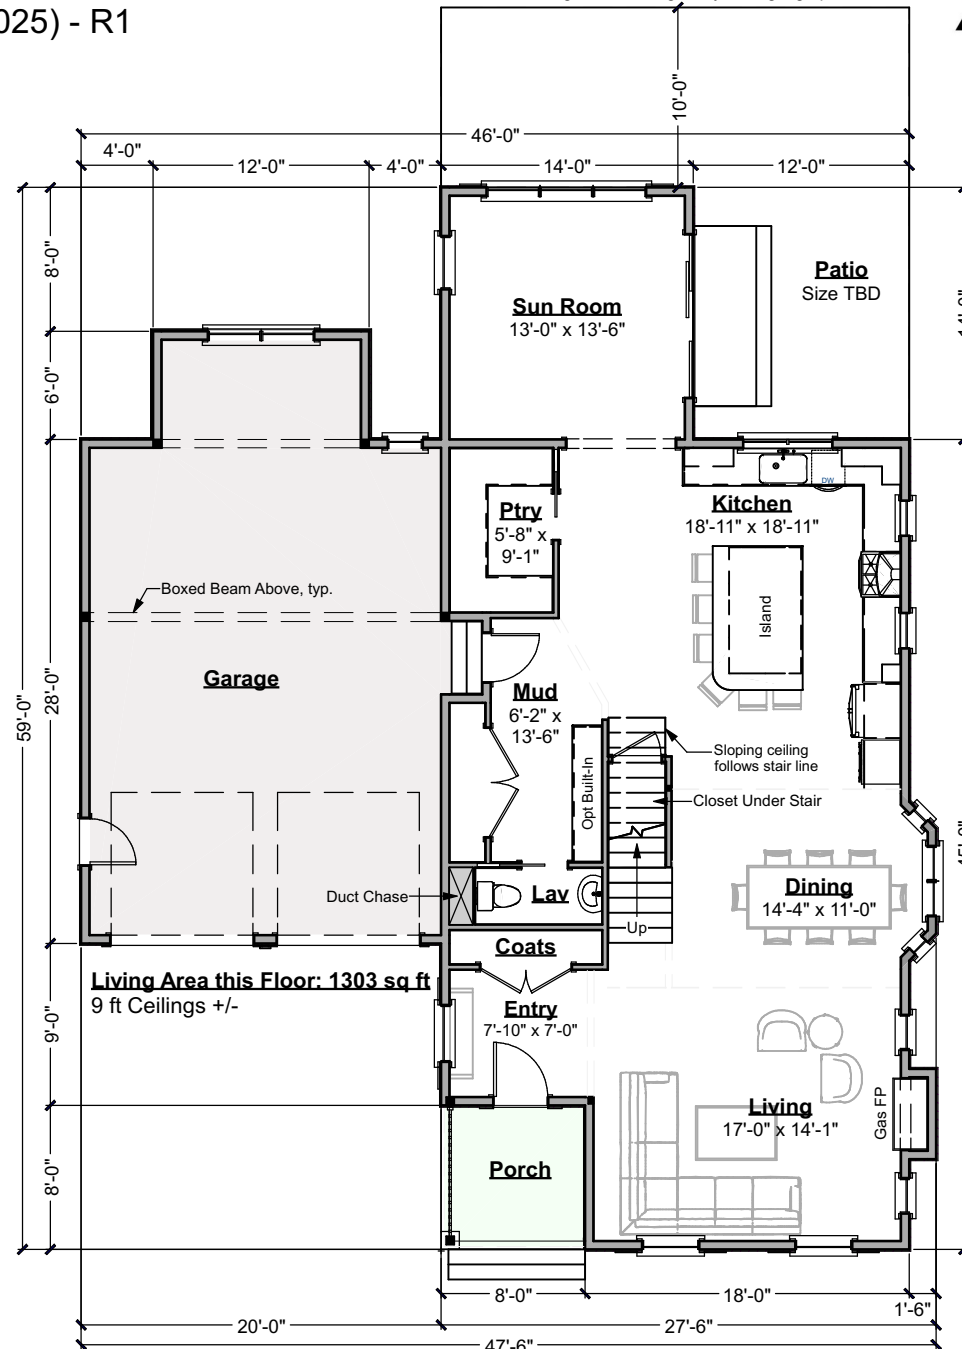 025) - R1
10'-0"
46'-0"
4'-0"
12'-0"
4'-0"
14'-0"
12'-0"
8'-0"
Patio
Size TBD
Sun Room
13'-0" x 13'-6"
6'-0"
DW
Kitchen
18'-11" x 18'-11"
Ptry
5'-8" x
9'-1"
Boxed Beam Above, typ.
Island
Garage
Mud
6'-2" x
13'-6"
59'-0"
28'-0"
Sloping ceiling
follows stair line
Opt Built-In
Closet Under Stair
Duct Chase
Lav
Dining
14'-4" x 11'-0"
Up
Coats
Living Area this Floor: 1303 sq ft
9 ft Ceilings +/-
Entry
7'-10" x 7'-0"
9'-0"
Gas FP
Living
17'-0" x 14'-1"
Porch
8'-0"
8'-0"
18'-0"
1'-6"
20'-0"
27'-6"
47'-6"